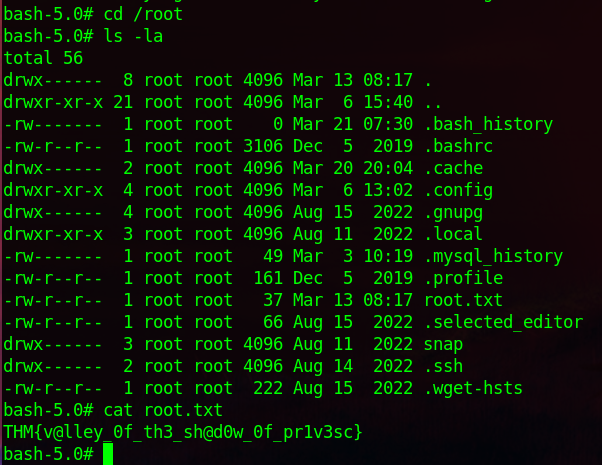 bash-5.0# cd /root
bash-5.0# ls -la
total 56
drwx------  8 root root 4096 Mar 13 08:17 .
drwxr-xr-x 21 root root 4096 Mar  6 15:40 ..
-rw-------  1 root root    0 Mar 21 07:30 .bash_history
-rw-r--r--  1 root root 3106 Dec  5  2019 .bashrc
drwx------  2 root root 4096 Mar 20 20:04 .cache
drwxr-xr-x  4 root root 4096 Mar  6 13:02 .config
drwx------  4 root root 4096 Aug 15  2022 .gnupg
drwxr-xr-x  3 root root 4096 Aug 11  2022 .local
-rw-------  1 root root   49 Mar  3 10:19 .mysql_history
-rw-r--r--  1 root root  161 Dec  5  2019 .profile
-rw-r--r--  1 root root   37 Mar 13 08:17 root.txt
-rw-r--r--  1 root root   66 Aug 15  2022 .selected_editor
drwx------  3 root root 4096 Aug 11  2022 snap
drwx------  2 root root 4096 Aug 14  2022 .ssh
-rw-r--r--  1 root root  222 Aug 15  2022 .wget-hsts
bash-5.0# cat root.txt
THM{v@lley_0f_th3_sh@d0w_0f_pr1v3sc}
bash-5.0#